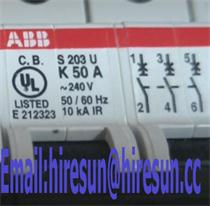 ABB
C.B. S 203 U
UL K 50 A
~240V
LISTED 50/60 Hz
E 212323 10 kA IR
1 3 5
2 4 6
Email:hiresun@hiresun.cc